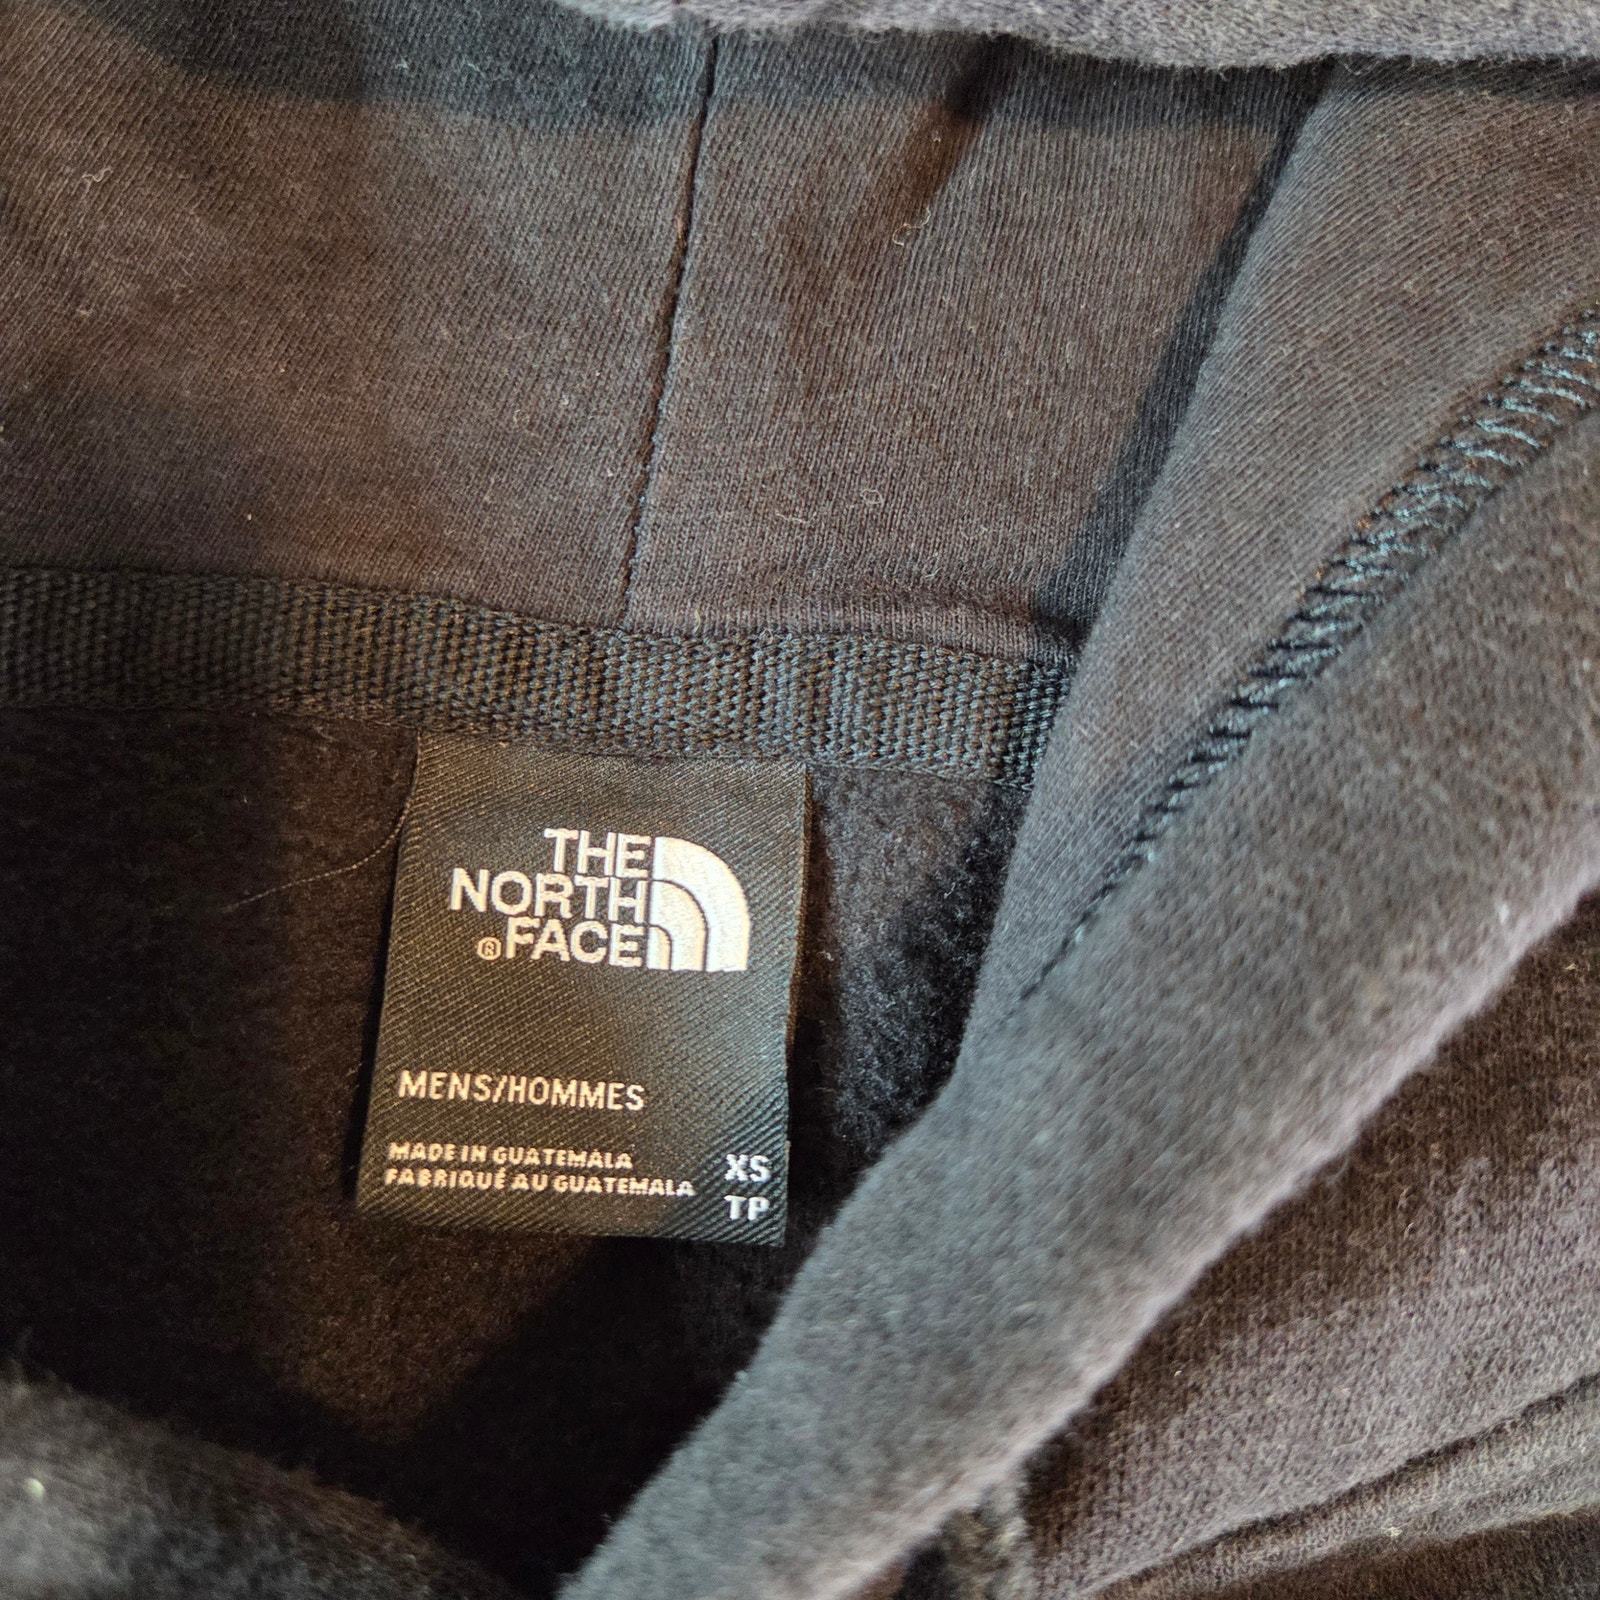 THE
NORTH
®FACE
MENS/HOMMES
MADE IN GUATEMALA
FABRIQUÉ AU GUATEMALA
XS
TP